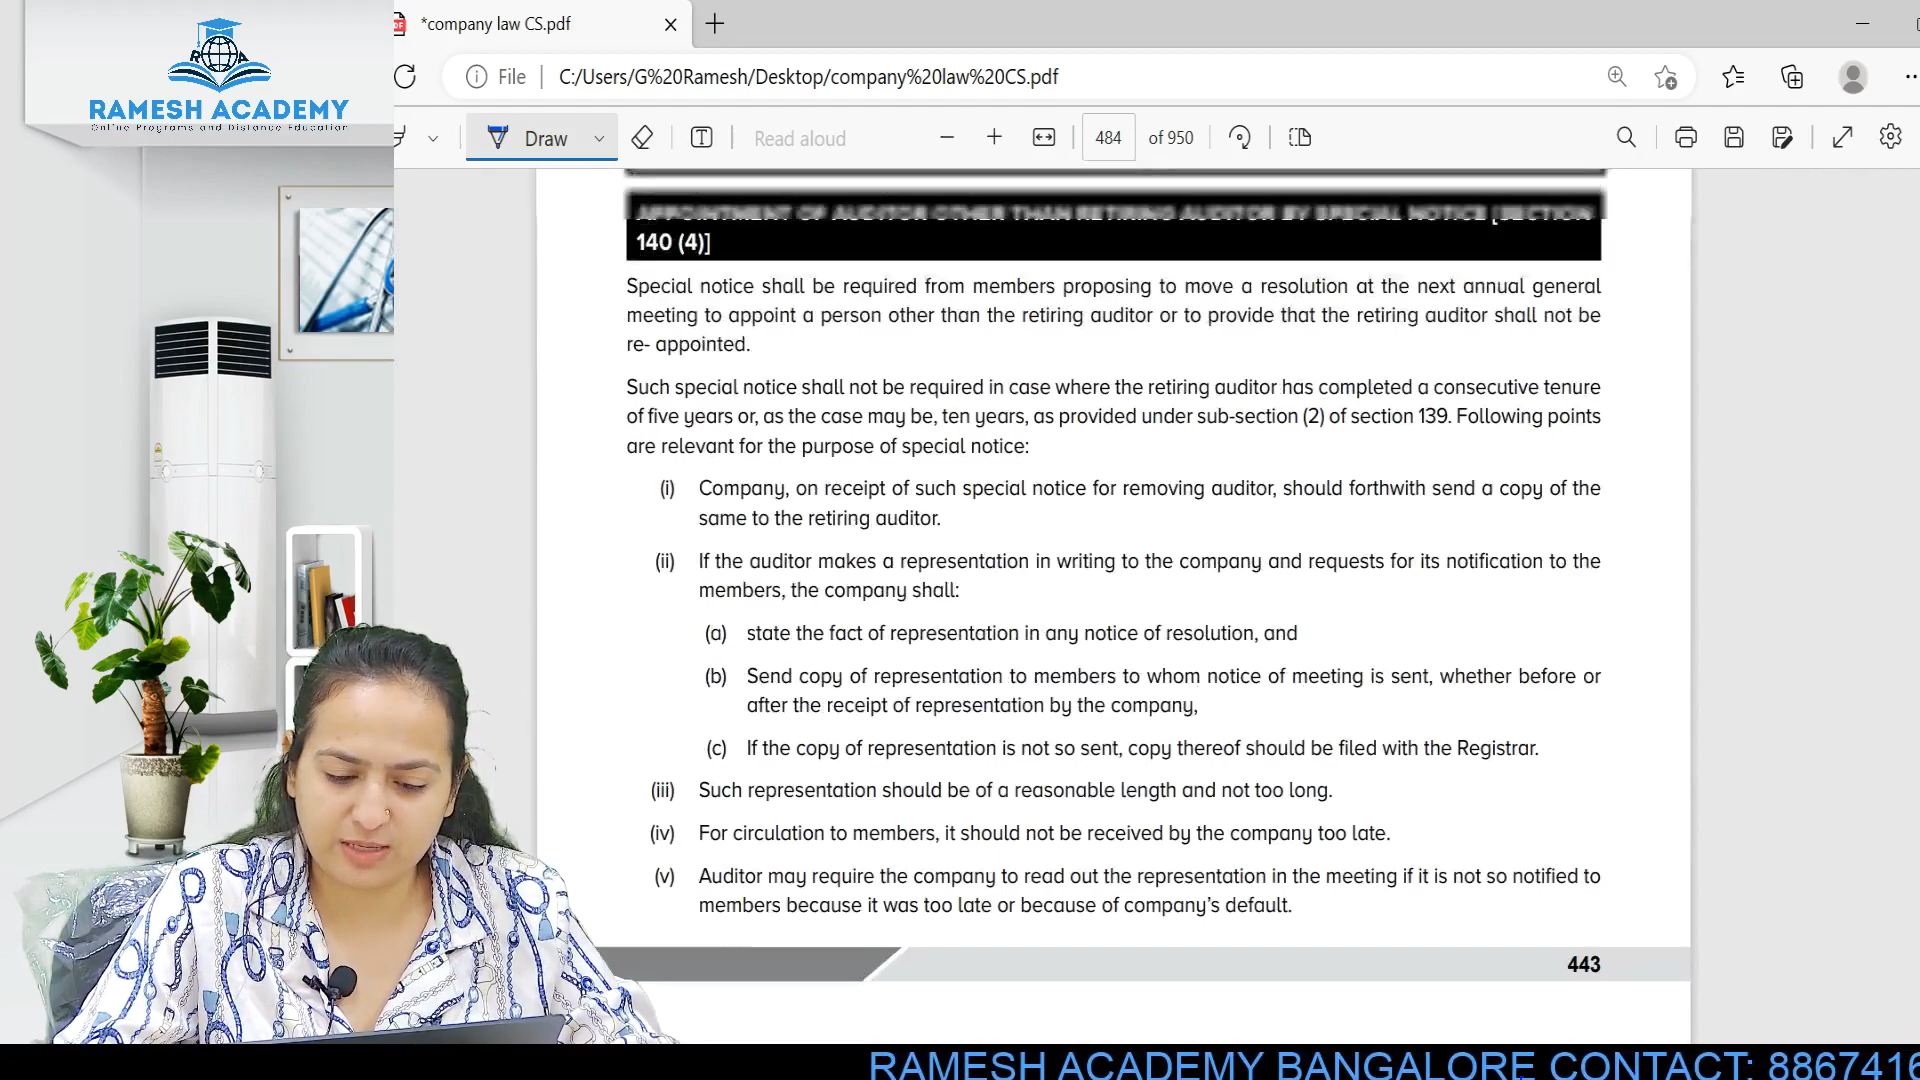 RAMESH ACADEMY
Online Programs and Distance Education
*company law CS.pdf
File
C:/Users/G%20Ramesh/Desktop/company%20law%20CS.pdf
Draw
Read aloud
484 of 950
APPOINTMENT OF AUDITOR OTHER THAN RETIRING AUDITOR BY SPECIAL NOTICE [SECTION
140 (4)]
Special notice shall be required from members proposing to move a resolution at the next annual general
meeting to appoint a person other than the retiring auditor or to provide that the retiring auditor shall not be
re- appointed.
Such special notice shall not be required in case where the retiring auditor has completed a consecutive tenure
of five years or, as the case may be, ten years, as provided under sub-section (2) of section 139. Following points
are relevant for the purpose of special notice:
(i) Company, on receipt of such special notice for removing auditor, should forthwith send a copy of the
same to the retiring auditor.
(ii) If the auditor makes a representation in writing to the company and requests for its notification to the
members, the company shall:
(a) state the fact of representation in any notice of resolution, and
(b) Send copy of representation to members to whom notice of meeting is sent, whether before or
after the receipt of representation by the company,
(c) If the copy of representation is not so sent, copy thereof should be filed with the Registrar.
(iii) Such representation should be of a reasonable length and not too long.
(iv) For circulation to members, it should not be received by the company too late.
(v) Auditor may require the company to read out the representation in the meeting if it is not so notified to
members because it was too late or because of company's default.
443
RAMESH ACADEMY BANGALORE CONTACT: 8867416